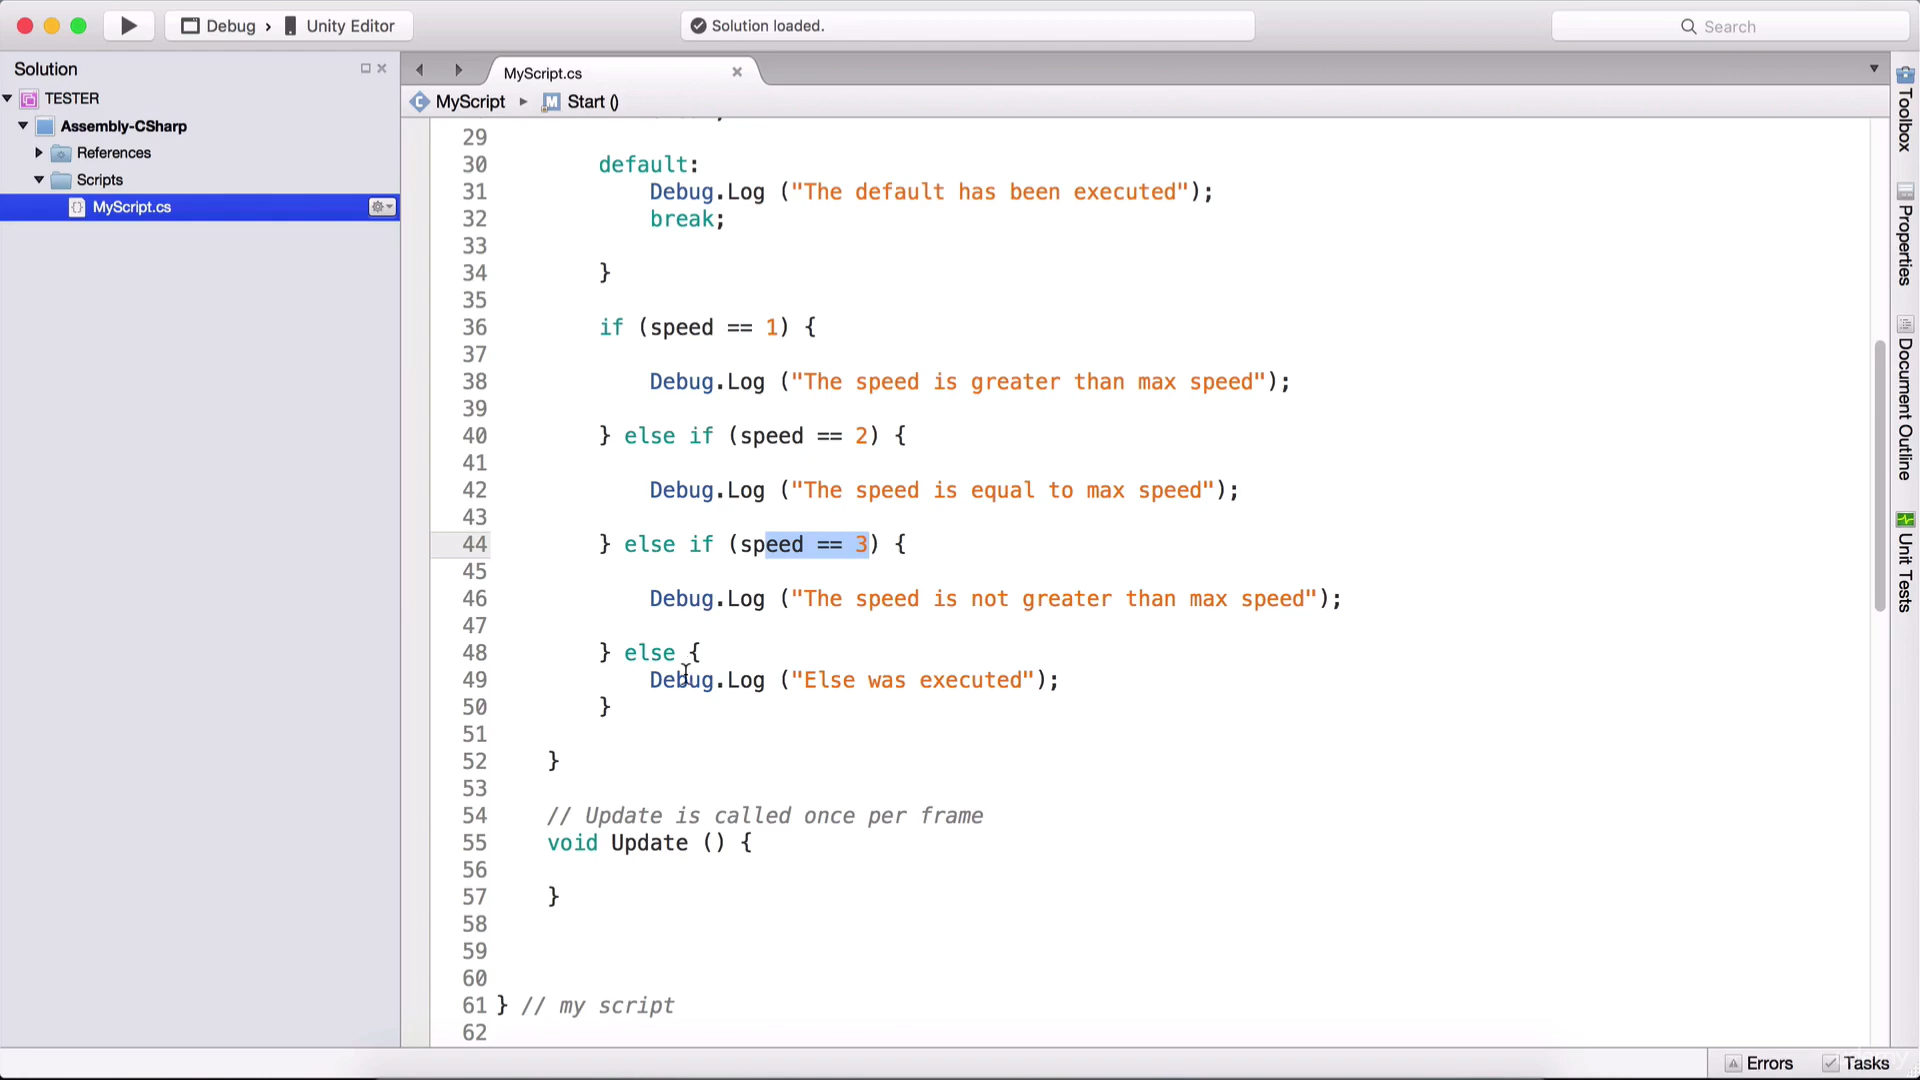 Debug › Unity Editor
Solution loaded.
Search
Solution
TESTER
Assembly-CSharp
References
Scripts
MyScript.cs
MyScript.cs
MyScript ▸ Start ()
29
30 default:
31 Debug.Log ("The default has been executed");
32 break;
33
34 }
35
36 if (speed == 1) {
37
38 Debug.Log ("The speed is greater than max speed");
39
40 } else if (speed == 2) {
41
42 Debug.Log ("The speed is equal to max speed");
43
44 } else if (speed == 3) {
45
46 Debug.Log ("The speed is not greater than max speed");
47
48 } else {
49 Debug.Log ("Else was executed");
50 }
51
52 }
53
54 // Update is called once per frame
55 void Update () {
56
57 }
58
59
60
61 } // my script
62
Toolbox
Properties
Document Outline
Unit Tests
Errors
Tasks